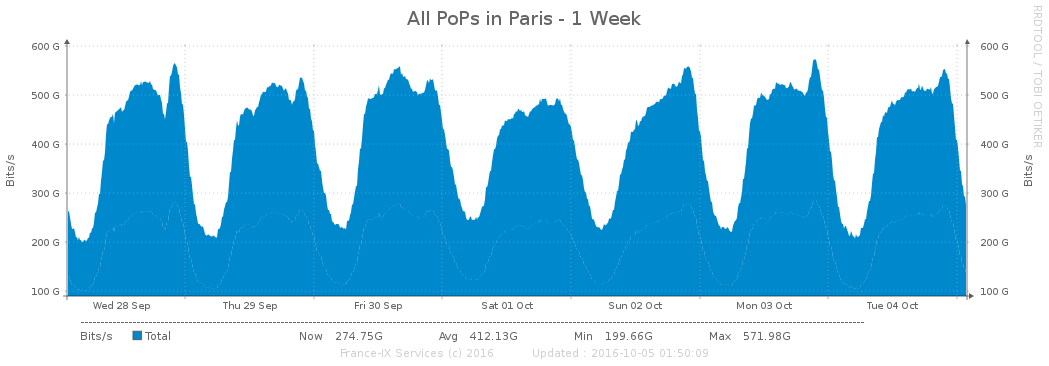 All PoPs in Paris - 1 Week
RRDTOOL / TOBI OETIKER
600 G 600 G
500 G 500 G
400 G 400 G
300 G 300 G
200 G 200 G
100 G 100 G
Bits/s
Bits/s
Wed 28 Sep Thu 29 Sep Fri 30 Sep Sat 01 Oct Sun 02 Oct Mon 03 Oct Tue 04 Oct
Bits/s Total Now 274.75G Avg 412.13G Min 199.66G Max 571.98G
France-IX Services (c) 2016 Updated : 2016-10-05 01:50:09